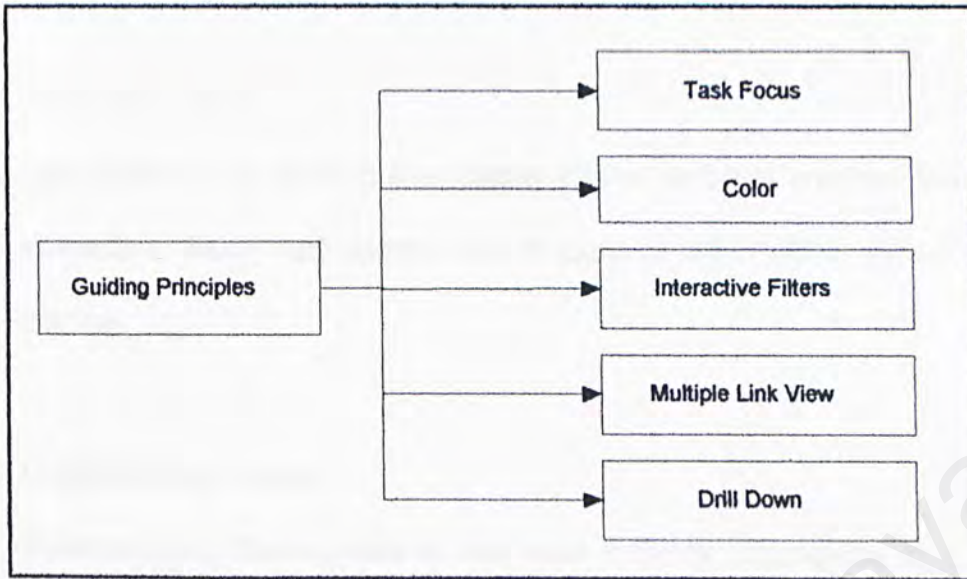 Task Focus
Color
Guiding Principles
Interactive Filters
Multiple Link View
Drill Down